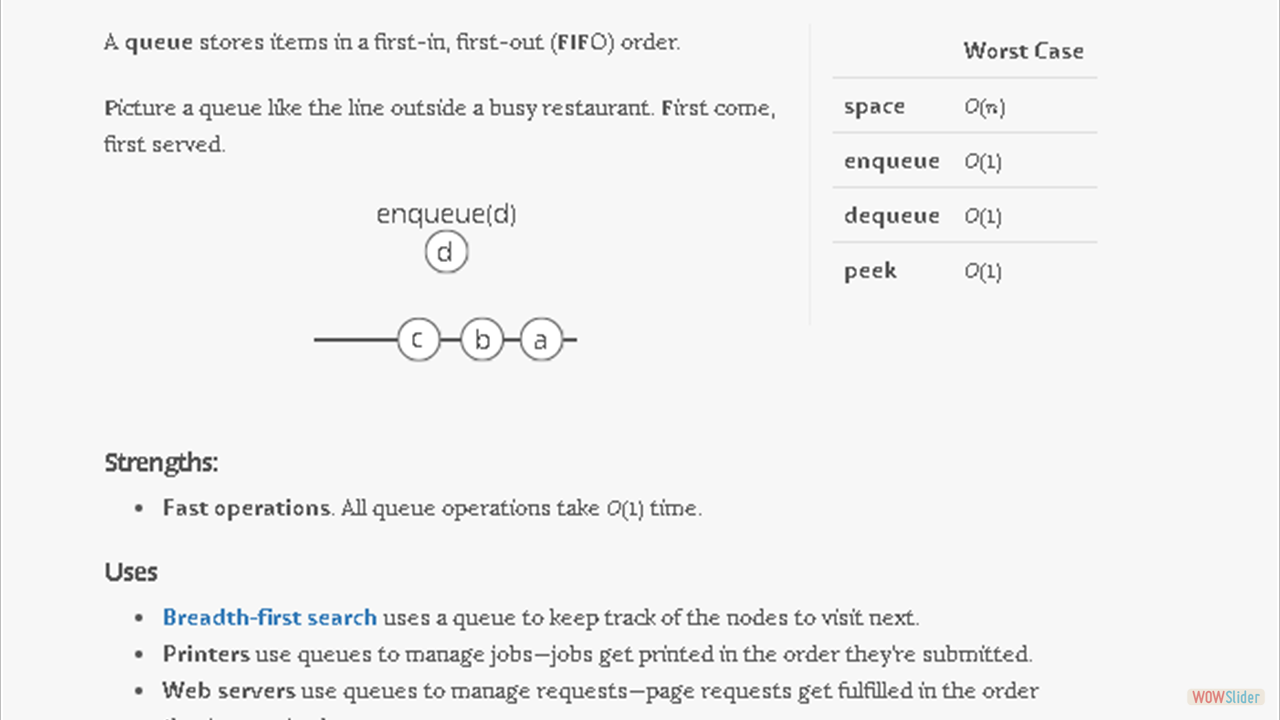 A queue stores items in a first-in, first-out (FIFO) order.
Picture a queue like the line outside a busy restaurant. First come,
first served.
enqueue(d)
d
c b a
Worst Case
space O(n)
enqueue O(1)
dequeue O(1)
peek O(1)
Strengths:
• Fast operations. All queue operations take O(1) time.
Uses
• Breadth-first search uses a queue to keep track of the nodes to visit next.
• Printers use queues to manage jobs—jobs get printed in the order they're submitted.
• Web servers use queues to manage requests—page requests get fulfilled in the order
WOWSlider